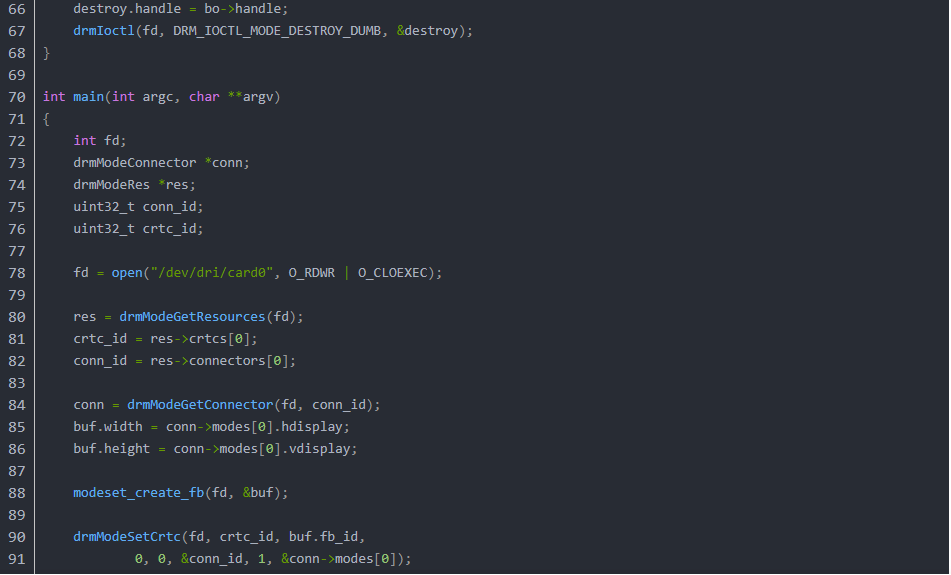 66 destroy.handle = bo->handle;
67 drmIoctl(fd, DRM_IOCTL_MODE_DESTROY_DUMB, &destroy);
68 }
69
70 int main(int argc, char **argv)
71 {
72 int fd;
73 drmModeConnector *conn;
74 drmModeRes *res;
75 uint32_t conn_id;
76 uint32_t crtc_id;
77
78 fd = open("/dev/dri/card0", O_RDWR | O_CLOEXEC);
79
80 res = drmModeGetResources(fd);
81 crtc_id = res->crtcs[0];
82 conn_id = res->connectors[0];
83
84 conn = drmModeGetConnector(fd, conn_id);
85 buf.width = conn->modes[0].hdisplay;
86 buf.height = conn->modes[0].vdisplay;
87
88 modeset_create_fb(fd, &buf);
89
90 drmModeSetCrtc(fd, crtc_id, buf.fb_id,
91 0, 0, &conn_id, 1, &conn->modes[0]);